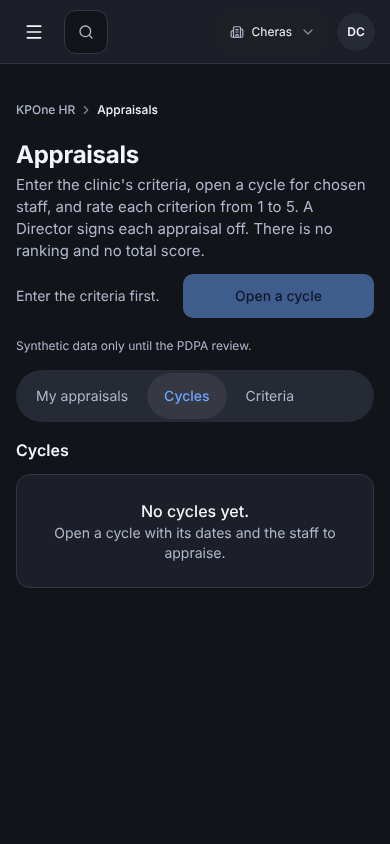 Cheras
DC
KPOne HR > Appraisals
Appraisals
Enter the clinic's criteria, open a cycle for chosen
staff, and rate each criterion from 1 to 5. A
Director signs each appraisal off. There is no
ranking and no total score.
Enter the criteria first.
Open a cycle
Synthetic data only until the PDPA review.
My appraisals
Cycles
Criteria
Cycles
No cycles yet.
Open a cycle with its dates and the staff to
appraise.